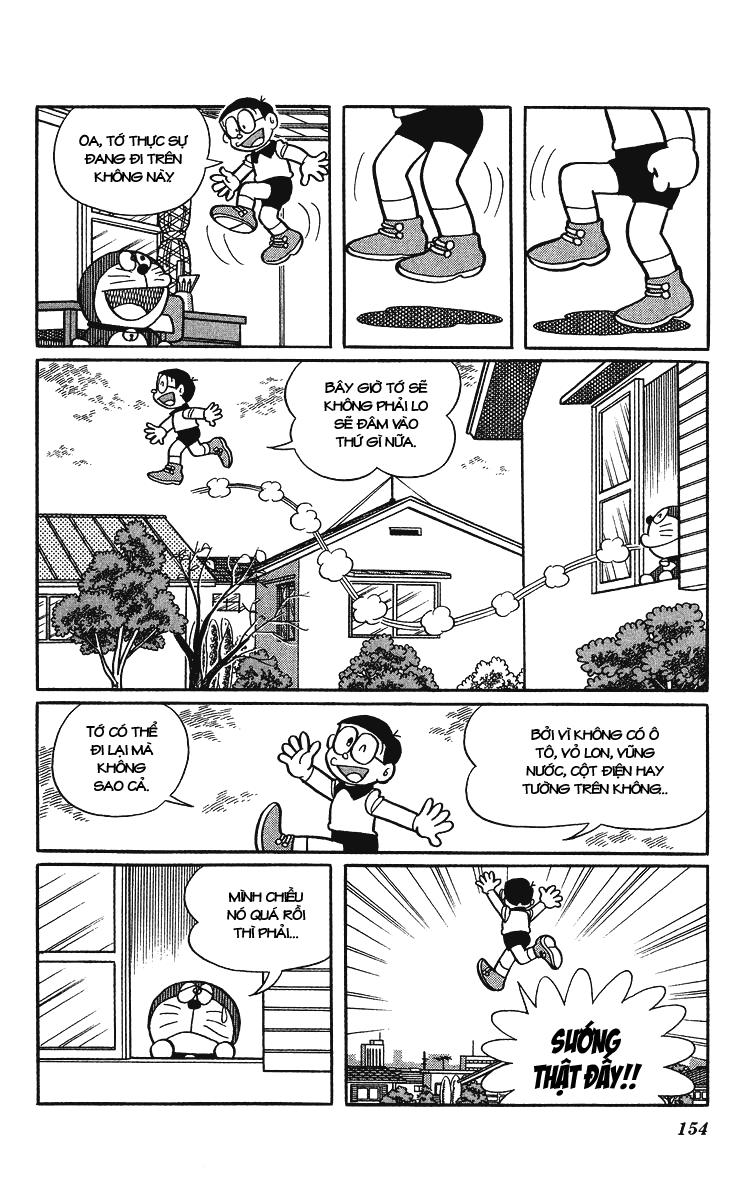 OA, TỚ THỰC SỰ
ĐANG ĐI TRÊN
KHÔNG NÀY.
BÂY GIỜ TỚ SẼ
KHÔNG PHẢI LO
SẼ ĐÂM VÀO
THỨ GÌ NỮA.
BỞI VÌ KHÔNG CÓ Ô
TÔ, VỎ LON, VŨNG
NƯỚC, CỘT ĐIỆN HAY
TƯỜNG TRÊN KHÔNG..
TỚ CÓ THỂ
ĐI LẠI MÀ
KHÔNG
SAO CẢ.
SƯỚNG
THẬT ĐẤY!!
MÌNH CHIỀU
NÓ QUÁ RỒI
THÌ PHẢI...
154